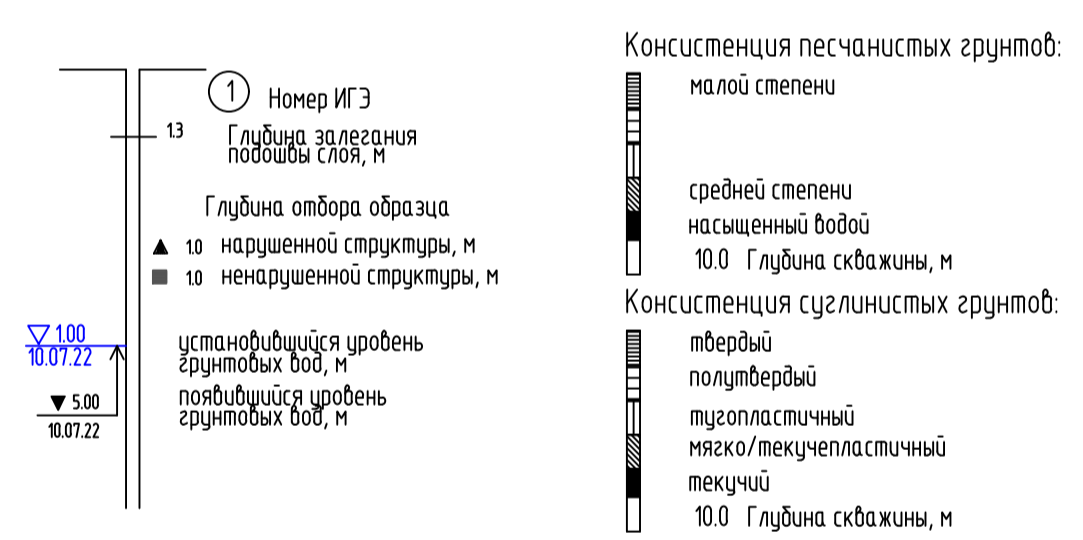 1 Номер ИГЭ
1.3 Глубина залегания
подошвы слоя, м
Глубина отбора образца
1.0 нарушенной структуры, м
1.0 ненарушенной структуры, м
1.00
10.07.22
установившийся уровень
грунтовых вод, м
5.00
10.07.22
появившийся уровень
грунтовых вод, м
Консистенция песчанистых грунтов:
малой степени
средней степени
насыщенный водой
10.0 Глубина скважины, м
Консистенция суглинистых грунтов:
твердый
полутвердый
тугопластичный
мягко/текучепластичный
текучий
10.0 Глубина скважины, м